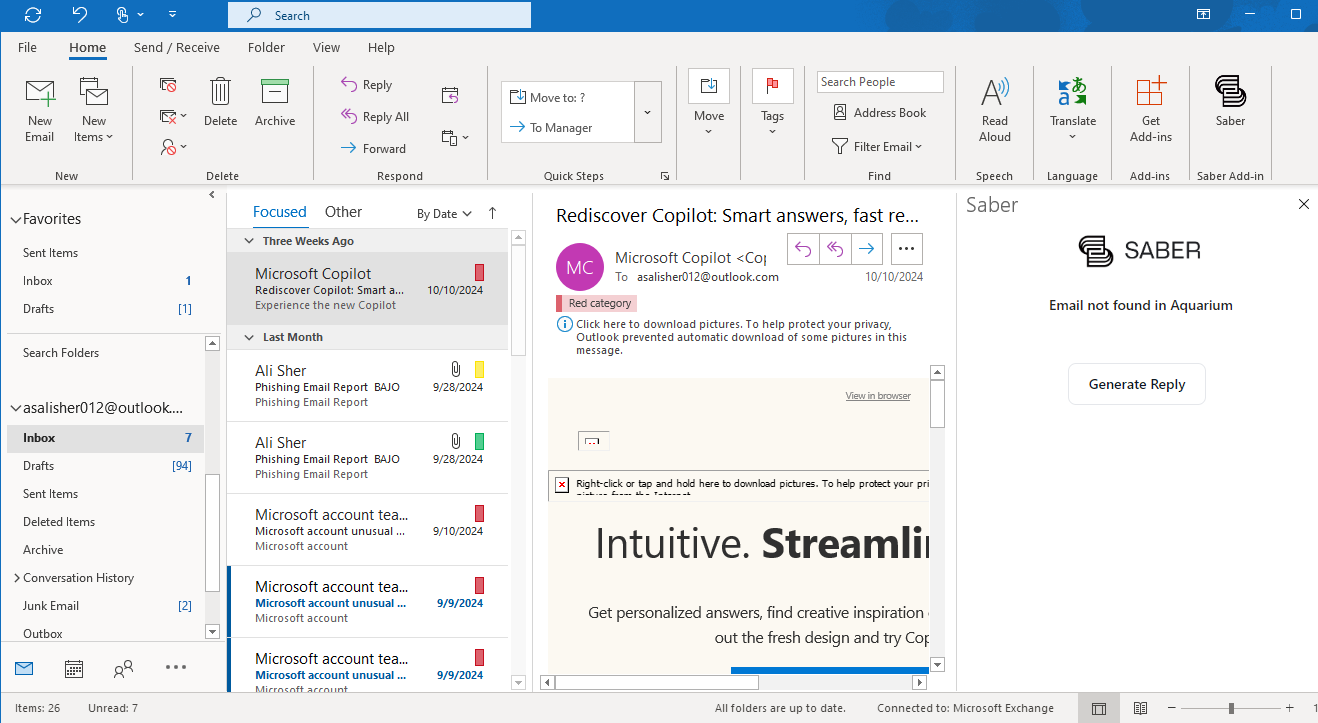 Search
File Home Send / Receive Folder View Help
New Email
New Items
New
Delete
Archive
Delete
Reply
Reply All
Forward
Respond
Move to: ?
To Manager
Quick Steps
Move
Tags
Search People
Address Book
Filter Email
Find
Read Aloud
Speech
Translate
Language
Get Add-ins
Add-ins
Saber
Saber Add-in
Favorites
Sent Items
Inbox 1
Drafts [1]
Search Folders
asalisher012@outlook....
Inbox 7
Drafts [94]
Sent Items
Deleted Items
Archive
Conversation History
Junk Email [2]
Outbox
Focused Other By Date
Three Weeks Ago
Microsoft Copilot
Rediscover Copilot: Smart a... 10/10/2024
Experience the new Copilot
Last Month
Ali Sher
Phishing Email Report BAJO 9/28/2024
Phishing Email Report
Ali Sher
Phishing Email Report BAJO 9/28/2024
Phishing Email Report
Microsoft account tea...
Microsoft account unusual ... 9/10/2024
Microsoft account
Microsoft account tea...
Microsoft account unusual ... 9/9/2024
Microsoft account
Microsoft account tea...
Microsoft account unusual ... 9/9/2024
Microsoft account
Rediscover Copilot: Smart answers, fast re...
MC
Microsoft Copilot <Cop
To asalisher012@outlook.com 10/10/2024
Red category
Click here to download pictures. To help protect your privacy,
Outlook prevented automatic download of some pictures in this
message.
View in browser
Right-click or tap and hold here to download pictures. To help protect your pri
picture from the Internet.
Intuitive. Streamli
Get personalized answers, find creative inspiration
out the fresh design and try Cop
Saber
SABER
Email not found in Aquarium
Generate Reply
Items: 26 Unread: 7 All folders are up to date. Connected to: Microsoft Exchange